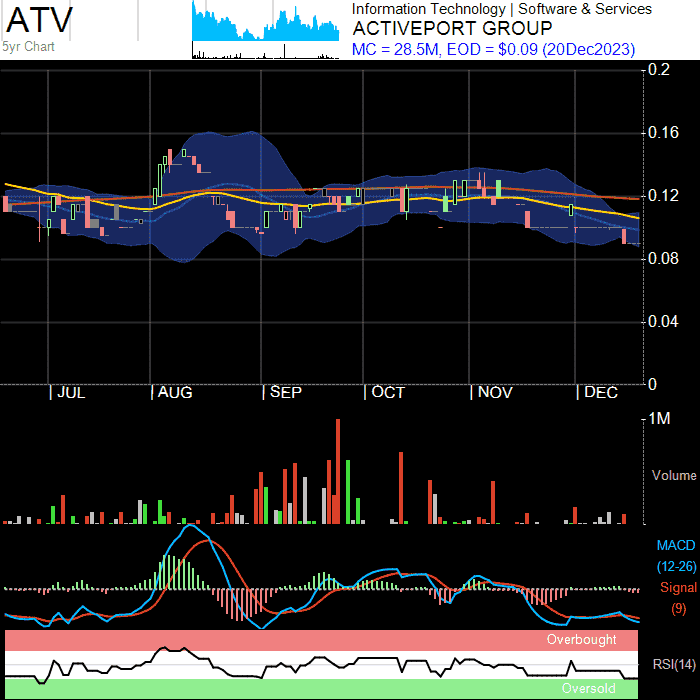 ATV
5yr Chart
Information Technology | Software & Services
ACTIVEPORT GROUP
MC = 28.5M, EOD = $0.09 (20Dec2023)
0.2
0.16
0.12
0.08
0.04
0
| JUL | AUG | SEP | OCT | NOV | DEC
1M
Volume
MACD
(12-26)
Signal
(9)
Overbought
RSI(14)
Oversold